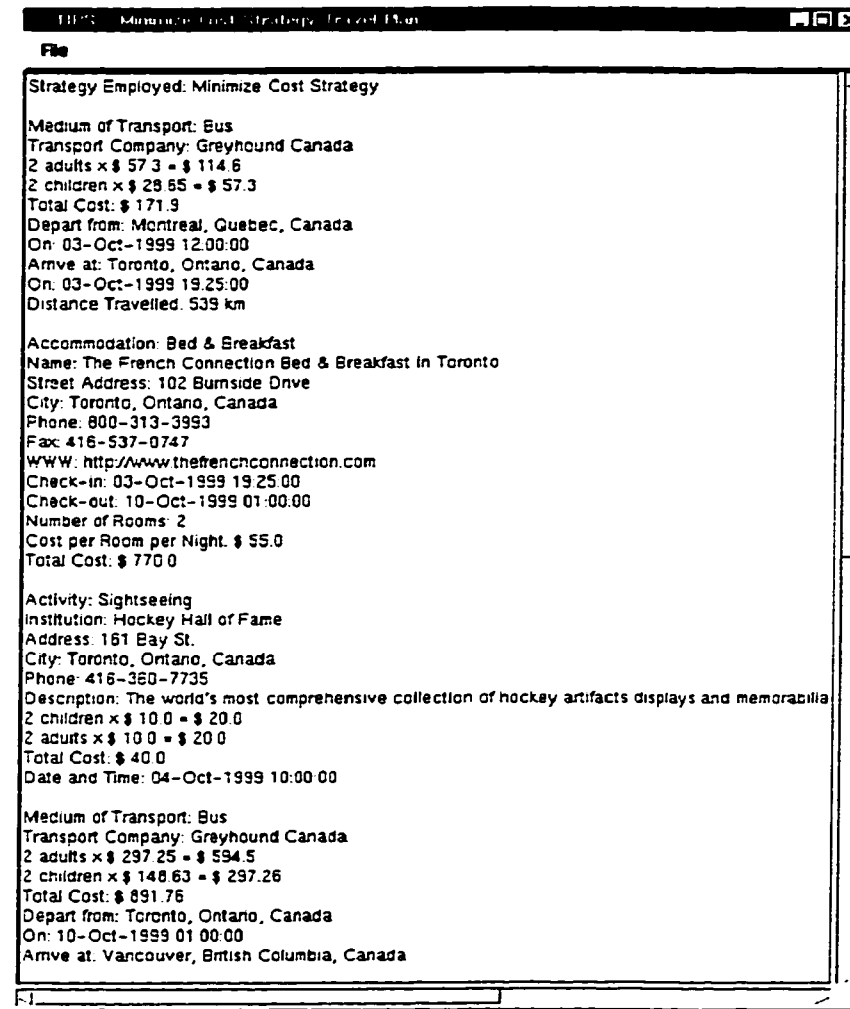 Minimize Cost Strategy Travel Plan
File
Strategy Employed: Minimize Cost Strategy
Medium of Transport: Bus
Transport Company: Greyhound Canada
2 adults x $ 57.3 = $ 114.6
2 children x $ 28.65 = $ 57.3
Total Cost: $ 171.9
Depart from: Montreal, Quebec, Canada
On: 03-Oct-1999 12:00:00
Arrive at: Toronto, Ontario, Canada
On: 03-Oct-1999 19:25:00
Distance Travelled: 539 km
Accommodation: Bed & Breakfast
Name: The French Connection Bed & Breakfast in Toronto
Street Address: 102 Burnside Drive
City: Toronto, Ontario, Canada
Phone: 800-313-3993
Fax: 416-537-0747
WWW: http://www.thefrenchconnection.com
Check-in: 03-Oct-1999 19:25:00
Check-out: 10-Oct-1999 01:00:00
Number of Rooms: 2
Cost per Room per Night: $ 55.0
Total Cost: $ 770.0
Activity: Sightseeing
Institution: Hockey Hall of Fame
Address: 161 Bay St.
City: Toronto, Ontario, Canada
Phone: 416-360-7735
Description: The world's most comprehensive collection of hockey artifacts displays and memorabilia
2 children x $ 10.0 = $ 20.0
2 adults x $ 10.0 = $ 20.0
Total Cost: $ 40.0
Date and Time: 04-Oct-1999 10:00:00
Medium of Transport: Bus
Transport Company: Greyhound Canada
2 adults x $ 297.25 = $ 594.5
2 children x $ 148.63 = $ 297.26
Total Cost: $ 891.76
Depart from: Toronto, Ontario, Canada
On: 10-Oct-1999 01:00:00
Arrive at: Vancouver, British Columbia, Canada